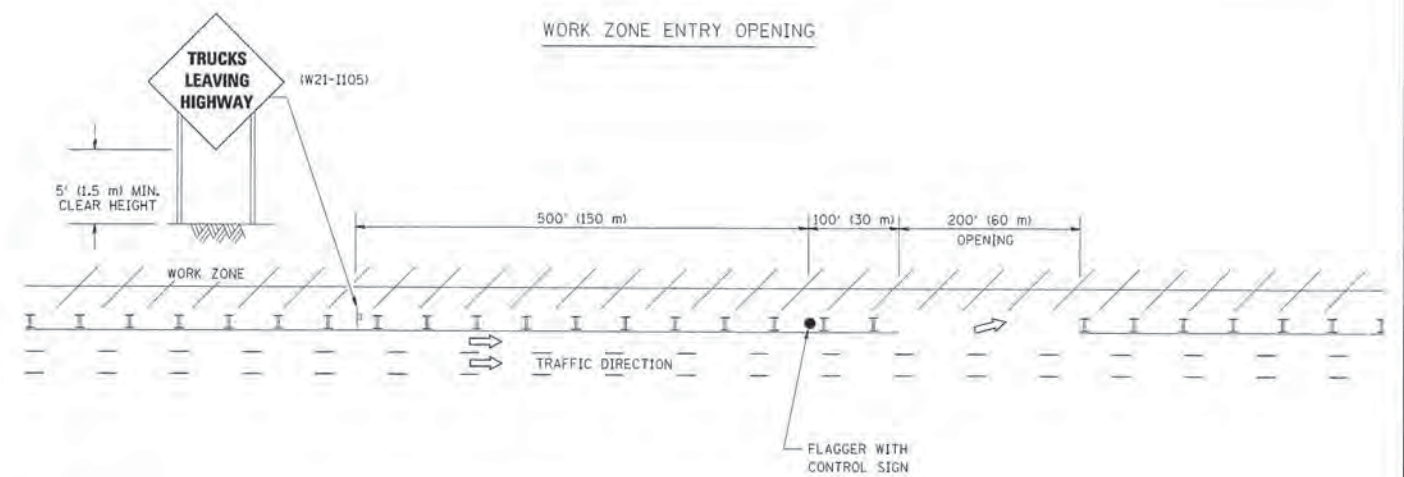 WORK ZONE ENTRY OPENING
TRUCKS
LEAVING
HIGHWAY
(W21-I105)
5' (1.5 m) MIN.
CLEAR HEIGHT
500' (150 m)
100' (30 m)
200' (60 m)
OPENING
WORK ZONE
TRAFFIC DIRECTION
FLAGGER WITH
CONTROL SIGN